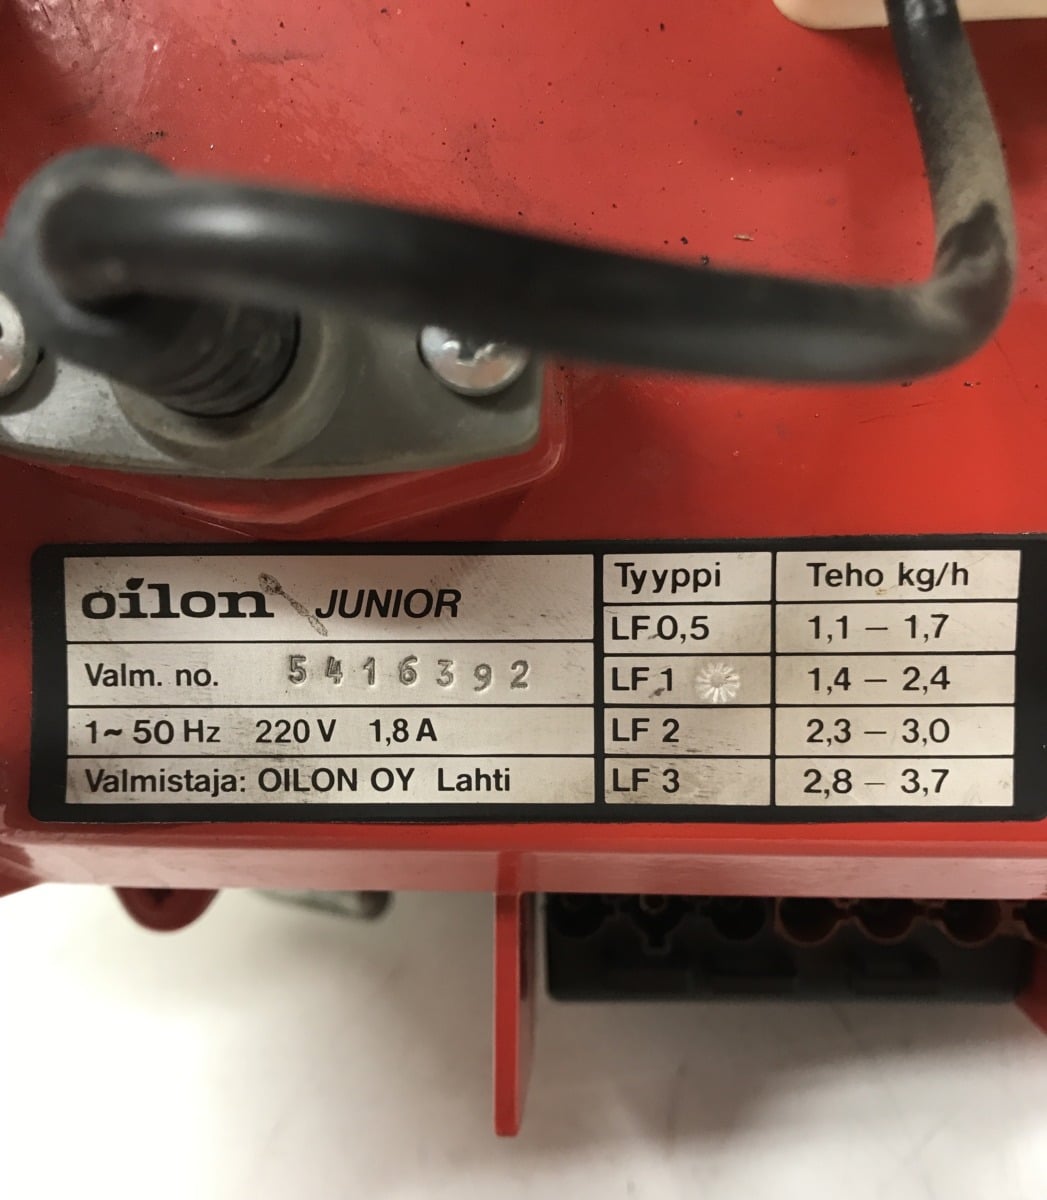 oilon JUNIOR
Valm. no. 5416392
1~ 50 Hz 220 V 1,8 A
Valmistaja: OILON OY Lahti
Tyyppi Teho kg/h
LF 0,5 1,1 – 1,7
LF 1 1,4 – 2,4
LF 2 2,3 – 3,0
LF 3 2,8 – 3,7